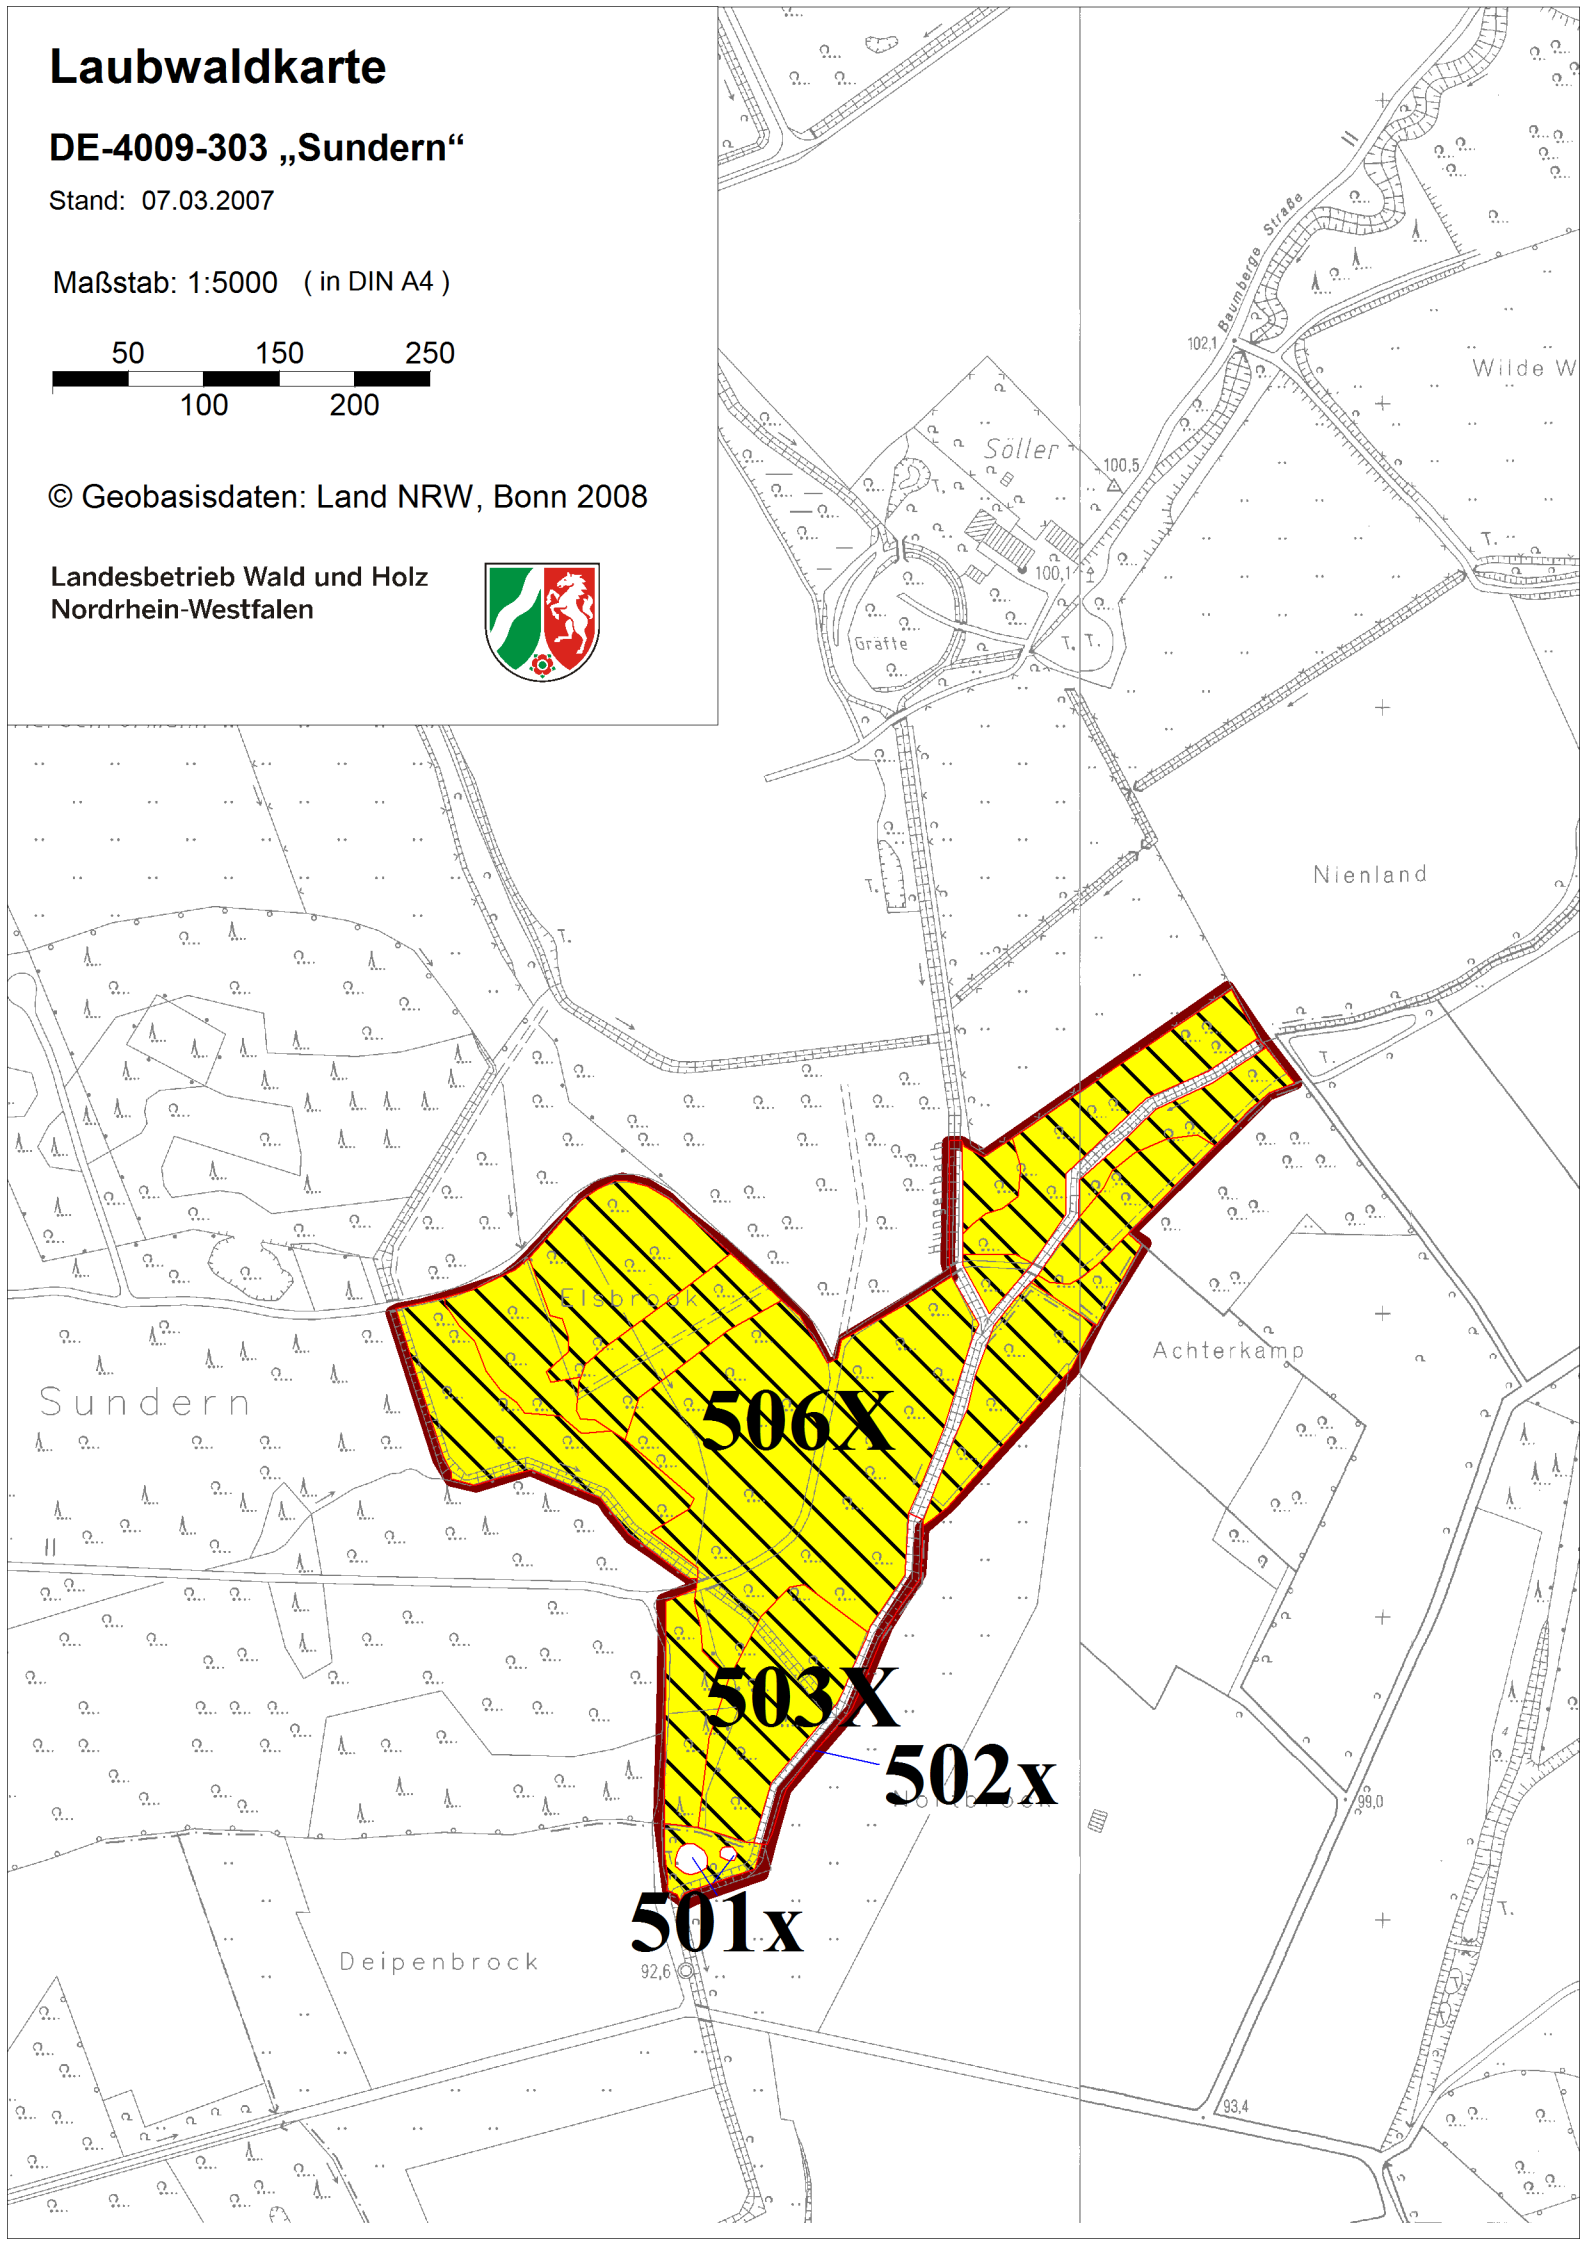 Laubwaldkarte
DE-4009-303 „Sundern“
Stand: 07.03.2007
Maßstab: 1:5000 ( in DIN A4 )
50 150 250
100 200
© Geobasisdaten: Land NRW, Bonn 2008
Landesbetrieb Wald und Holz
Nordrhein-Westfalen
Baumberge Straße
102,1
Wilde W
Söller
100,5
T.
T.
100,1
Gräfte
T. T.
Nienland
T.
T.
T.
Hungerbach
Elsbrook
Achterkamp
Sundern
506X
503X
502x
99,0
T.
501x
T.
Deipenbrock
92,6
93,4